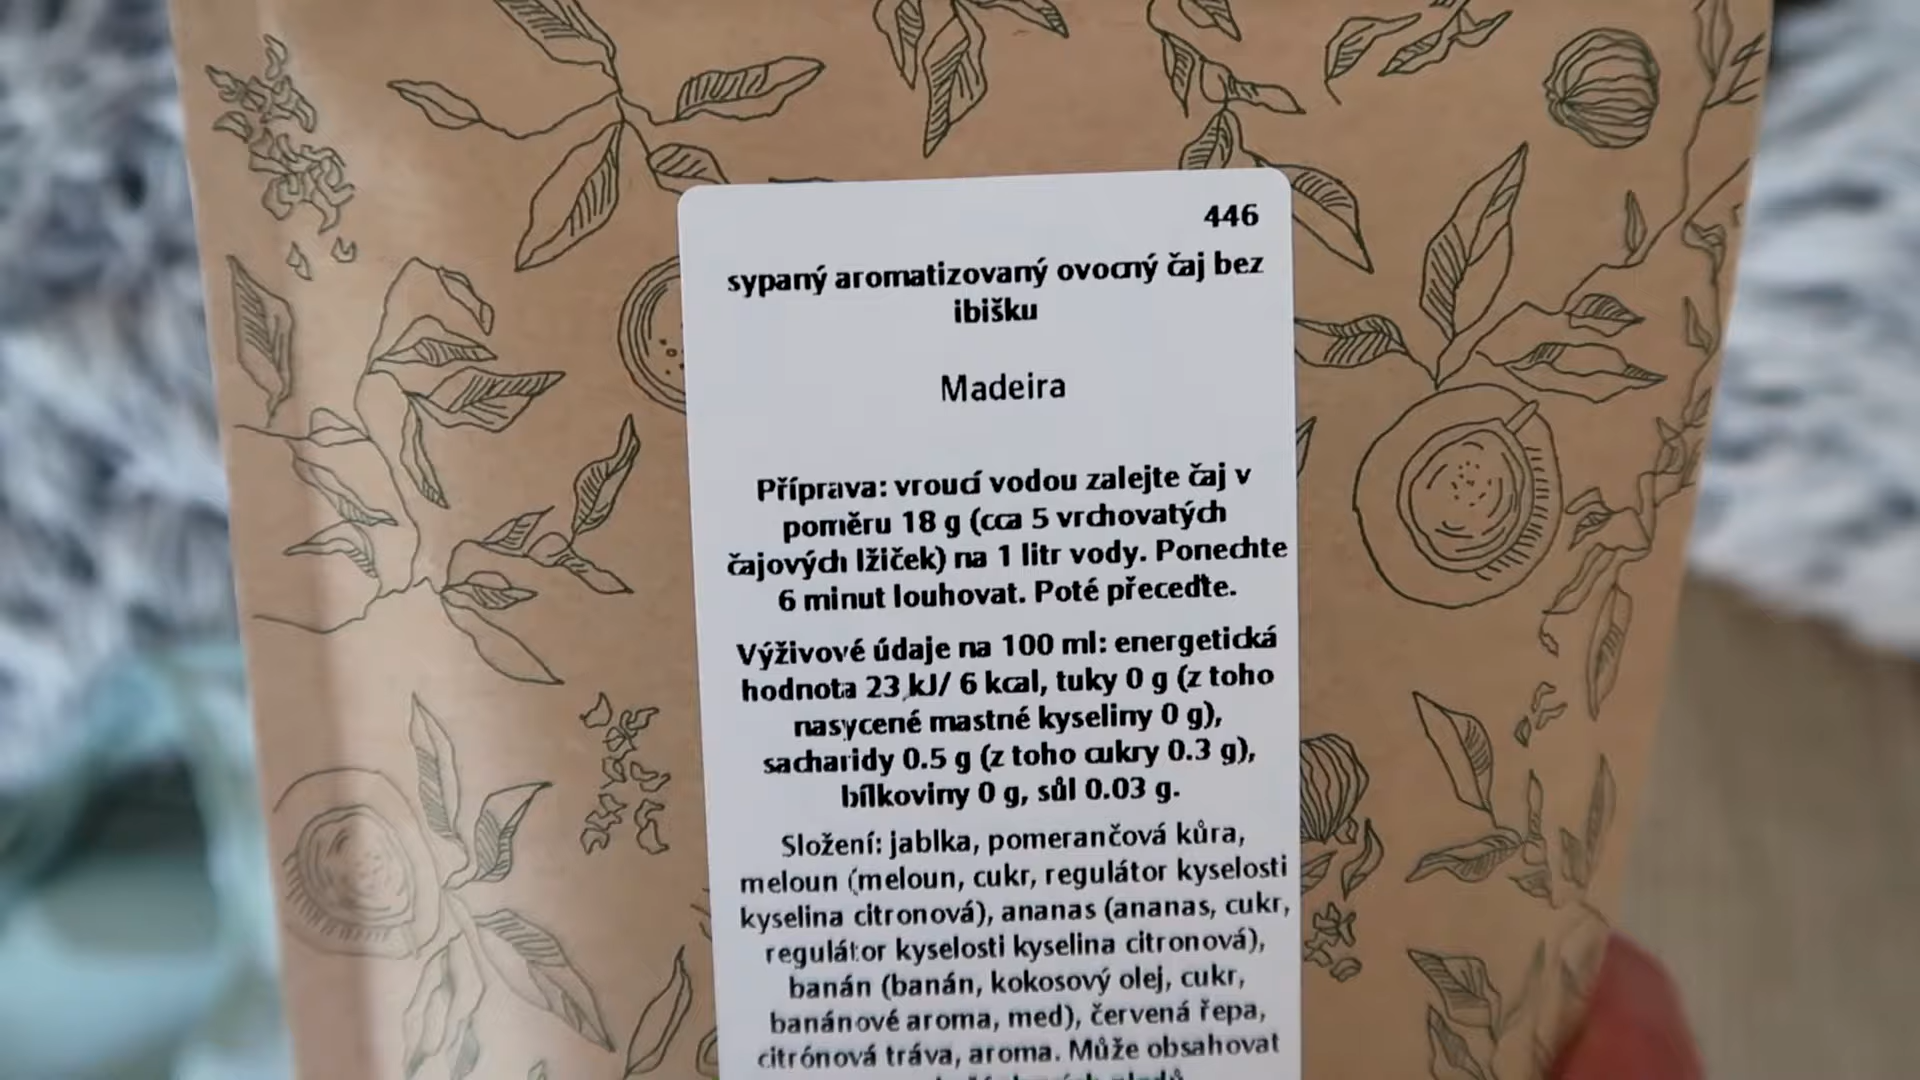 446
sypaný aromatizovaný ovocný čaj bez
ibišku
Madeira
Příprava: vroucí vodou zalejte čaj v
poměru 18 g (cca 5 vrchovatých
čajových lžiček) na 1 litr vody. Ponechte
6 minut louhovat. Poté přeceďte.
Výživové údaje na 100 ml: energetická
hodnota 23 kJ/ 6 kcal, tuky 0 g (z toho
nasycené mastné kyseliny 0 g),
sacharidy 0.5 g (z toho cukry 0.3 g),
bílkoviny 0 g, sůl 0.03 g.
Složení: jablka, pomerančová kůra,
meloun (meloun, cukr, regulátor kyselosti
kyselina citronová), ananas (ananas, cukr,
regulátor kyselosti kyselina citronová),
banán (banán, kokosový olej, cukr,
banánové aroma, med), červená řepa,
citrónová tráva, aroma. Může obsahovat